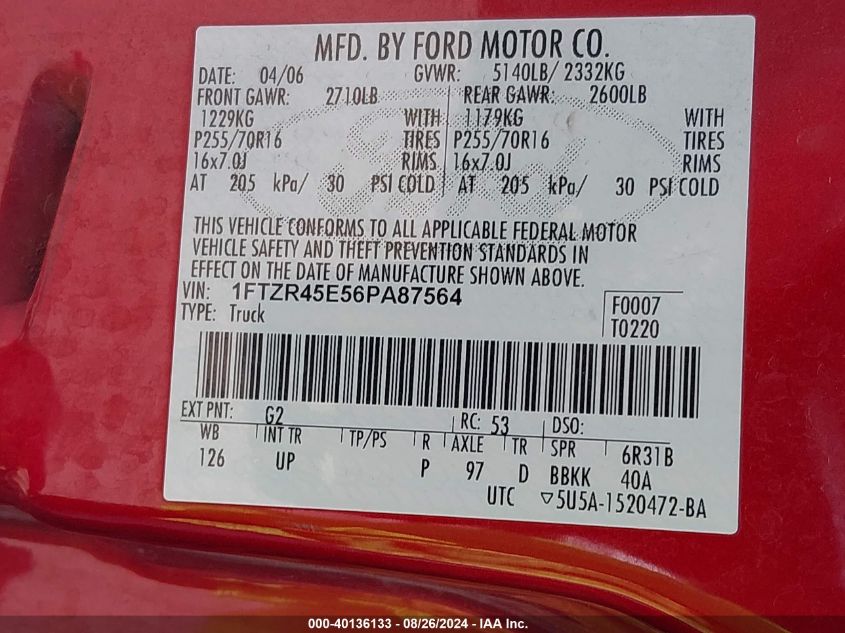 MFD. BY FORD MOTOR CO.
DATE: 04/06 GVWR: 5140LB/ 2332KG
FRONT GAWR: 2710LB REAR GAWR: 2600LB
1229KG WITH 1179KG WITH
P255/70R16 TIRES P255/70R16 TIRES
16x7.0J RIMS 16x7.0J RIMS
AT 205 kPa/ 30 PSI COLD AT 205 kPa/ 30 PSI COLD
Ford
THIS VEHICLE CONFORMS TO ALL APPLICABLE FEDERAL MOTOR
VEHICLE SAFETY AND THEFT PREVENTION STANDARDS IN
EFFECT ON THE DATE OF MANUFACTURE SHOWN ABOVE.
VIN: 1FTZR45E56PA87564
TYPE: Truck
F0007
T0220
EXT PNT: G2 RC: 53 DSO:
WB INT TR TP/PS R AXLE TR SPR 6R31B
126 UP P 97 D BBKK 40A
UTC ▽5U5A-1520472-BA
000-40136133 - 08/26/2024 - IAA Inc.